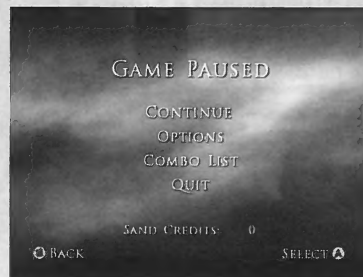 GAME PAUSED
CONTINUE
OPTIONS
COMBO LIST
QUIT
SAND CREDITS: 0
BACK SELECT A